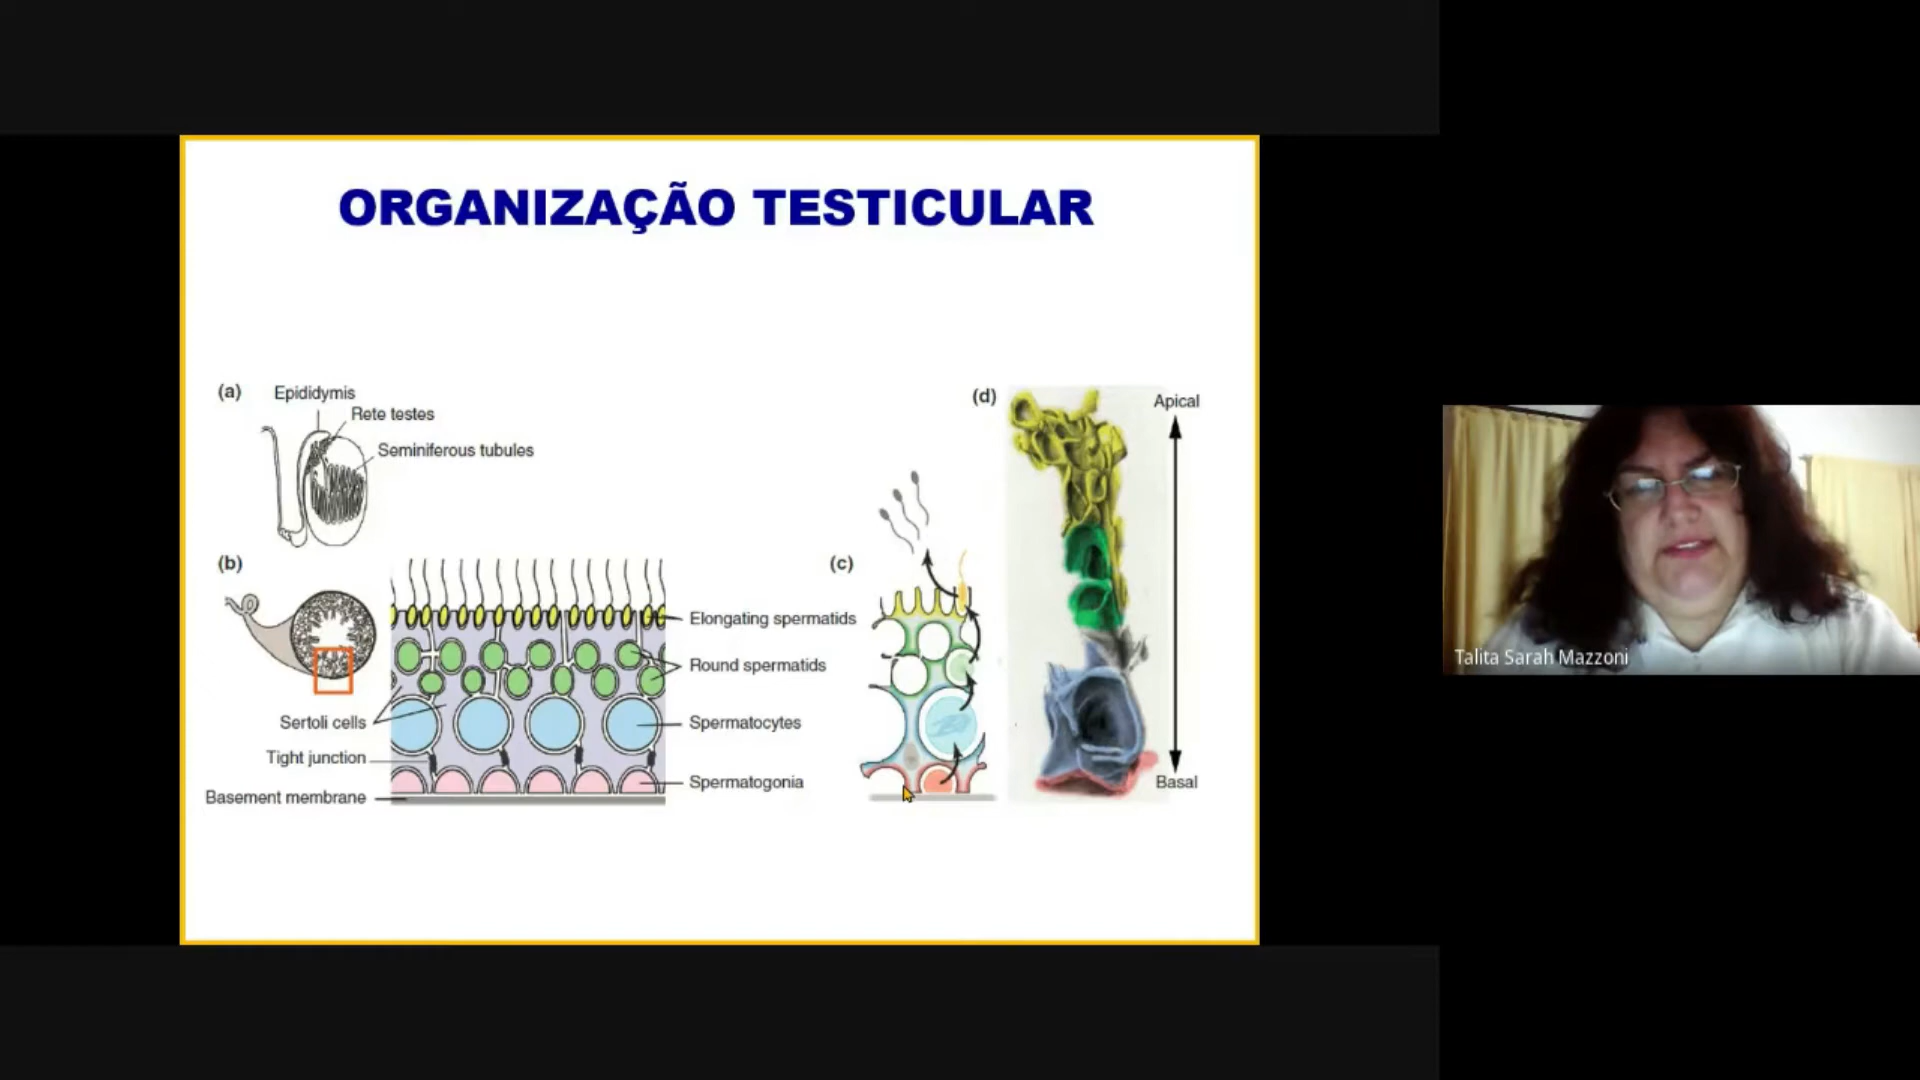 ORGANIZAÇÃO TESTICULAR
(a)
Epididymis
Rete testes
Seminiferous tubules
(b)
Elongating spermatids
Round spermatids
Sertoli cells
Spermatocytes
Tight junction
Spermatogonia
Basement membrane
(c)
(d)
Apical
Basal
Talita Sarah Mazzoni